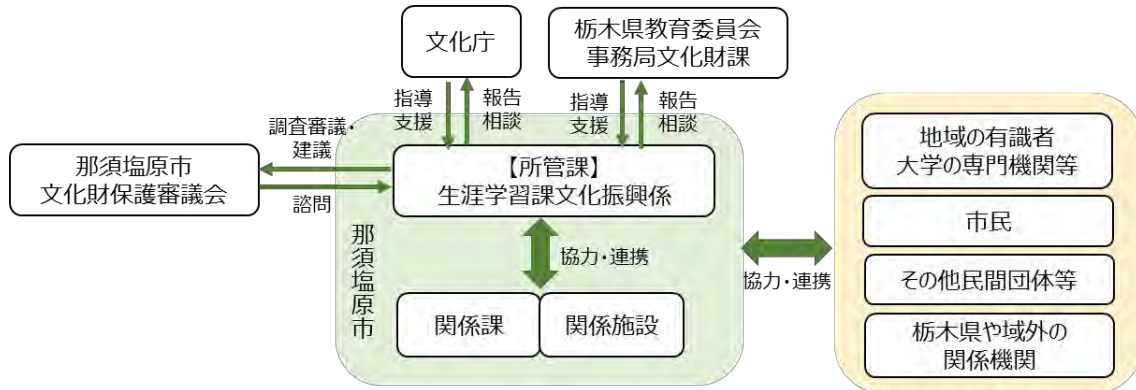 文化庁
栃木県教育委員会
事務局文化財課
指導
支援
報告
相談
指導
支援
報告
相談
調査審議・
建議
那須塩原市
文化財保護審議会
諮問
【所管課】
生涯学習課文化振興係
那須塩原市
協力・連携
関係課
関係施設
協力・連携
地域の有識者
大学の専門機関等
市民
その他民間団体等
栃木県や域外の
関係機関